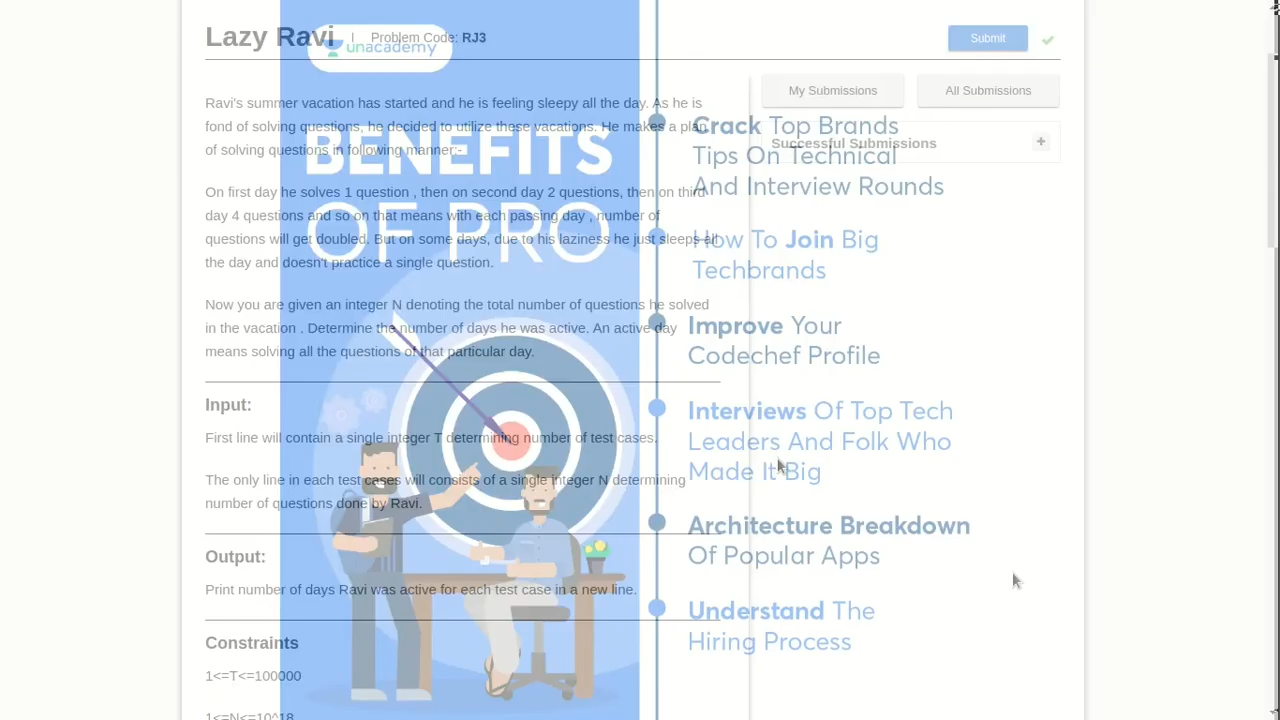 Lazy Ravi | Problem Code: RJ3
Submit
unacademy
My Submissions
All Submissions
Successful Submissions
+
Ravi's summer vacation has started and he is feeling sleepy all the day. As he is
fond of solving questions, he decided to utilize these vacations. He makes a plan
of solving questions in following manner:-
On first day he solves 1 question , then on second day 2 questions, then on third
day 4 questions and so on that means with each passing day , number of
questions will get doubled. But on some days, due to his laziness he just sleeps all
the day and doesn't practice a single question.
Now you are given an integer N denoting the total number of questions he solved
in the vacation . Determine the number of days he was active. An active day
means solving all the questions of that particular day.
Input:
First line will contain a single integer T determining number of test cases.
The only line in each test cases will consists of a single integer N determining
number of questions done by Ravi.
Output:
Print number of days Ravi was active for each test case in a new line.
Constraints
1<=T<=100000
1<=N<=10^18
BENEFITS
OF PRO
Crack Top Brands
Tips On Technical
And Interview Rounds
How To Join Big
Techbrands
Improve Your
Codechef Profile
Interviews Of Top Tech
Leaders And Folk Who
Made It Big
Architecture Breakdown
Of Popular Apps
Understand The
Hiring Process